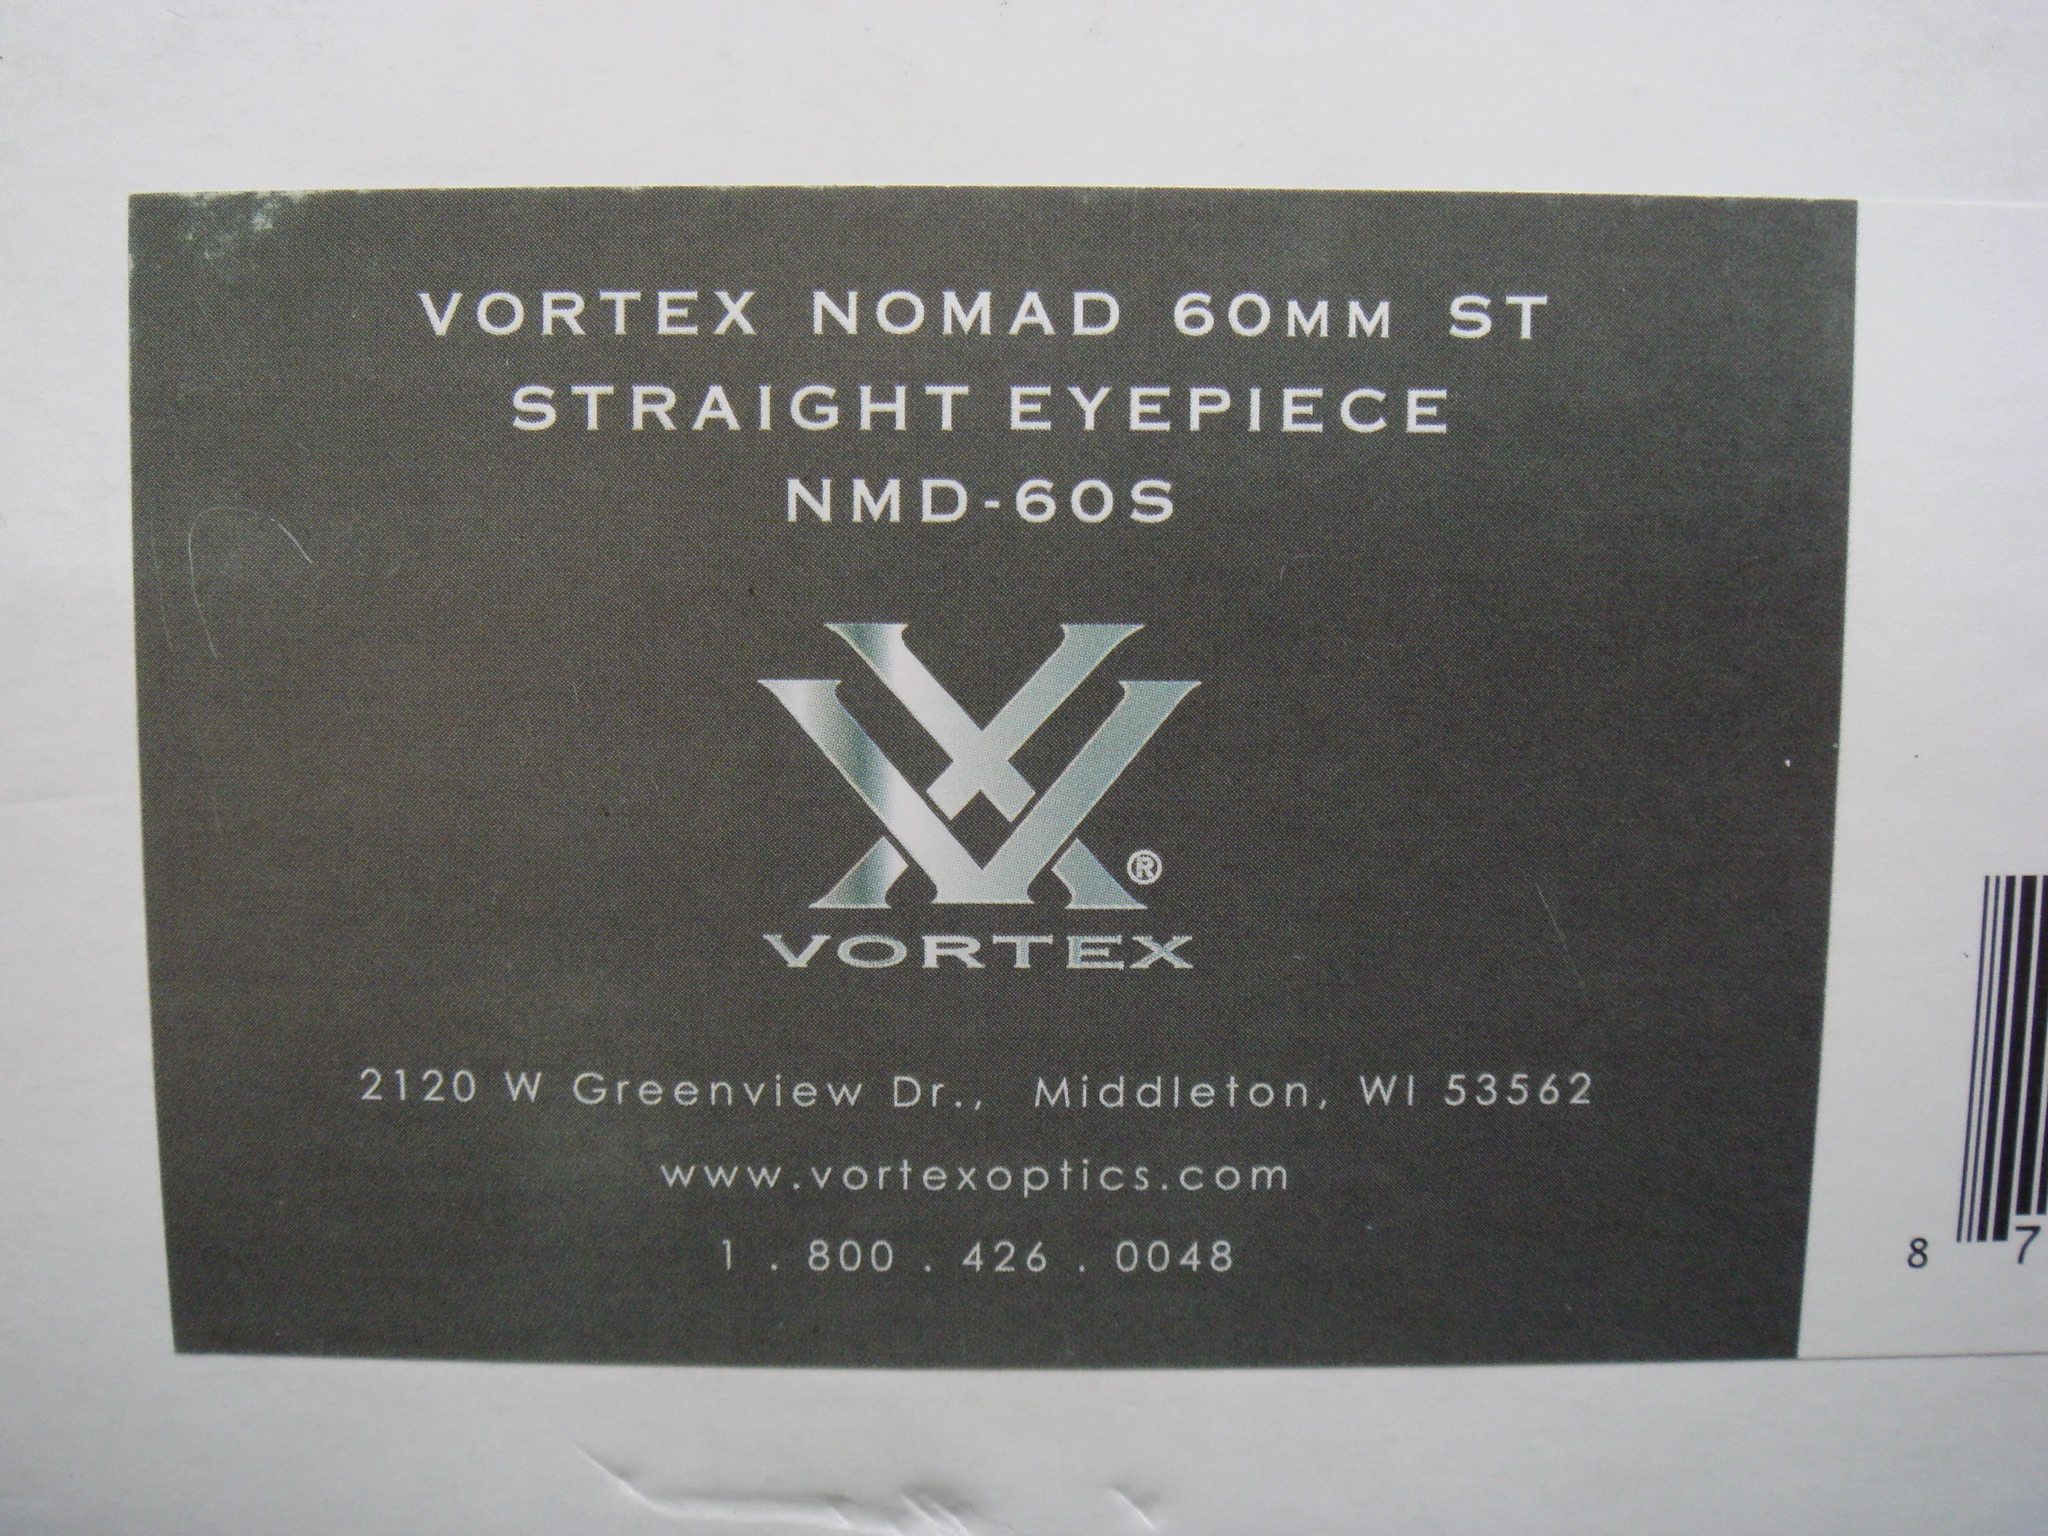 VORTEX NOMAD 60MM ST
STRAIGHT EYEPIECE
NMD-60S
®
VORTEX
2120 W Greenview Dr., Middleton, WI 53562
www.vortexoptics.com
1 . 800 . 426 . 0048
8 7